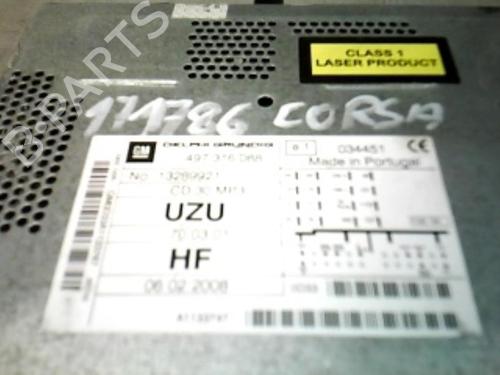 B-PARTS
CLASS 1
LASER PRODUCT
171786 CORSA
GM
DELPHI GRUNDIG
497 316 088
e 1
034451
CE
Made in Portugal
No. 13289921
CD 30 MP3
UZU
70.03.01
HF
06.02.2008